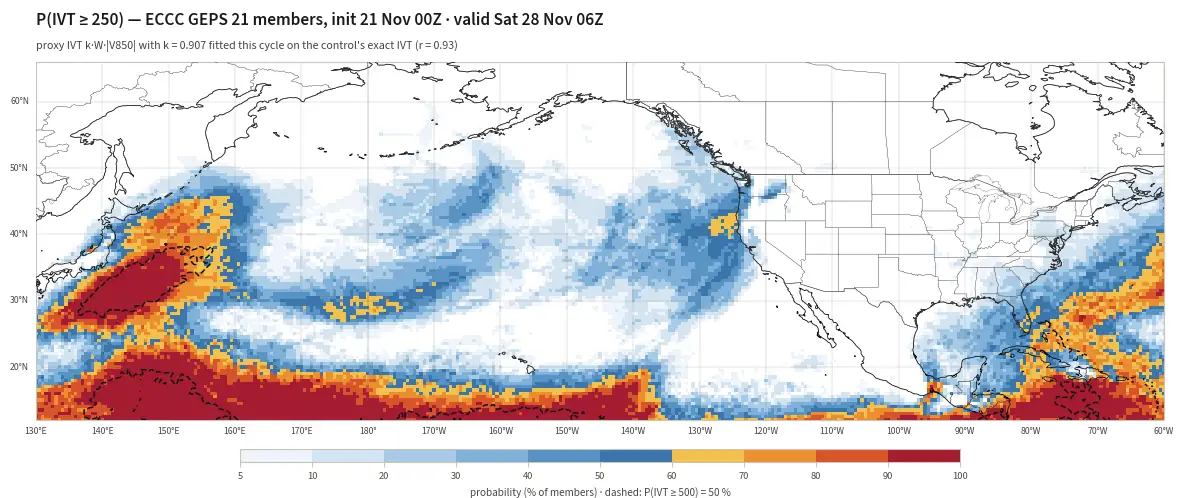 P(IVT ≥ 250) — ECCC GEPS 21 members, init 21 Nov 00Z · valid Sat 28 Nov 06Z
proxy IVT k·W·|V850| with k = 0.907 fitted this cycle on the control's exact IVT (r = 0.93)
60°N
50°N
40°N
30°N
20°N
130°E 140°E 150°E 160°E 170°E 180° 170°W 160°W 150°W 140°W 130°W 120°W 110°W 100°W 90°W 80°W 70°W 60°W
5 10 20 30 40 50 60 70 80 90 100
probability (% of members) · dashed: P(IVT ≥ 500) = 50 %